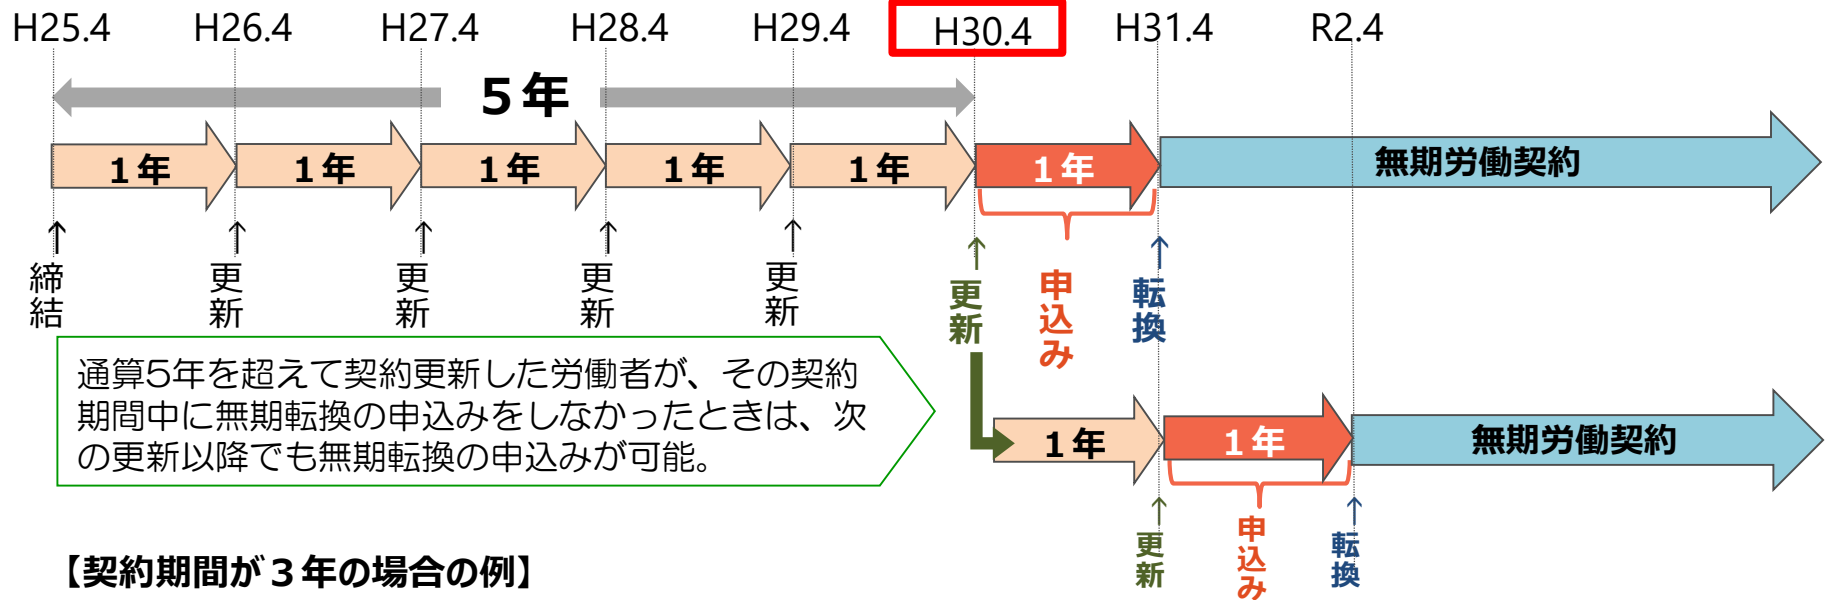 H25.4 H26.4 H27.4 H28.4 H29.4 H30.4 H31.4 R2.4
５年
１年 １年 １年 １年 １年 １年 無期労働契約
↑締結 ↑更新 ↑更新 ↑更新 ↑更新 ↑更新 申込み ↑転換
通算5年を超えて契約更新した労働者が、その契約
期間中に無期転換の申込みをしなかったときは、次
の更新以降でも無期転換の申込みが可能。
１年 １年 無期労働契約
↑更新 申込み ↑転換
【契約期間が３年の場合の例】